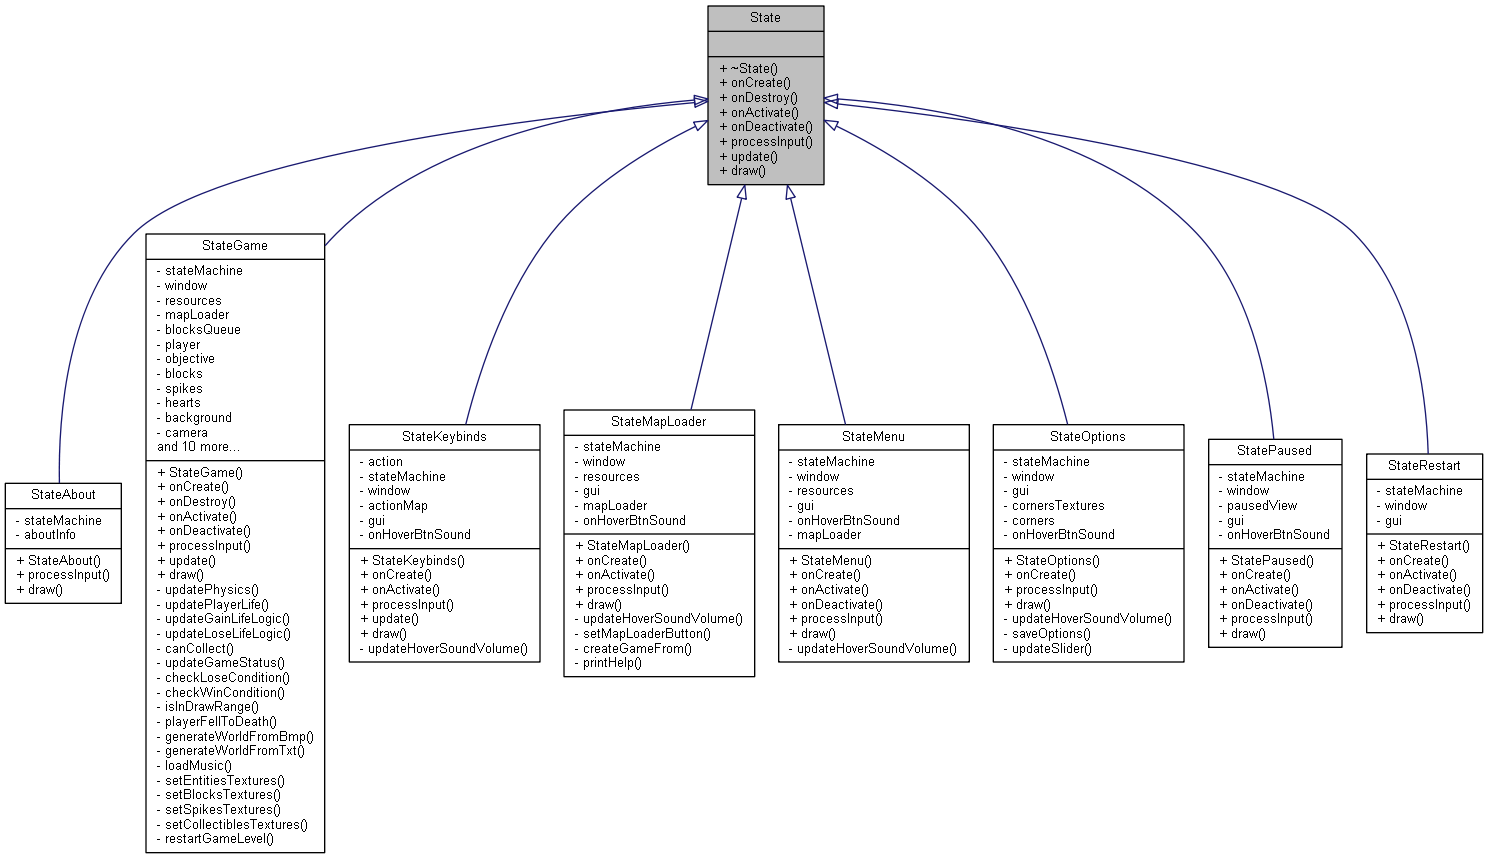 State
+ ~State()
+ onCreate()
+ onDestroy()
+ onActivate()
+ onDeactivate()
+ processInput()
+ update()
+ draw()
StateAbout
- stateMachine
- aboutInfo
+ StateAbout()
+ processInput()
+ draw()
StateGame
- stateMachine
- window
- resources
- mapLoader
- blocksQueue
- player
- objective
- blocks
- spikes
- hearts
- background
- camera
and 10 more...
+ StateGame()
+ onCreate()
+ onDestroy()
+ onActivate()
+ onDeactivate()
+ processInput()
+ update()
+ draw()
- updatePhysics()
- updatePlayerLife()
- updateGainLifeLogic()
- updateLoseLifeLogic()
- canCollect()
- updateGameStatus()
- checkLoseCondition()
- checkWinCondition()
- isInDrawRange()
- playerFellToDeath()
- generateWorldFromBmp()
- generateWorldFromTxt()
- loadMusic()
- setEntitiesTextures()
- setBlocksTextures()
- setSpikesTextures()
- setCollectiblesTextures()
- restartGameLevel()
StateKeybinds
- action
- stateMachine
- window
- actionMap
- gui
- onHoverBtnSound
+ StateKeybinds()
+ onCreate()
+ onActivate()
+ processInput()
+ update()
+ draw()
- updateHoverSoundVolume()
StateMapLoader
- stateMachine
- window
- resources
- gui
- mapLoader
- onHoverBtnSound
+ StateMapLoader()
+ onCreate()
+ onActivate()
+ processInput()
+ draw()
- updateHoverSoundVolume()
- setMapLoaderButton()
- createGameFrom()
- printHelp()
StateMenu
- stateMachine
- window
- resources
- gui
- onHoverBtnSound
- mapLoader
+ StateMenu()
+ onCreate()
+ onActivate()
+ onDeactivate()
+ processInput()
+ draw()
- updateHoverSoundVolume()
StateOptions
- stateMachine
- window
- gui
- cornersTextures
- corners
- onHoverBtnSound
+ StateOptions()
+ onCreate()
+ processInput()
+ draw()
- updateHoverSoundVolume()
- saveOptions()
- updateSlider()
StatePaused
- stateMachine
- window
- pausedView
- gui
- onHoverBtnSound
+ StatePaused()
+ onCreate()
+ onActivate()
+ onDeactivate()
+ processInput()
+ draw()
StateRestart
- stateMachine
- window
- gui
+ StateRestart()
+ onCreate()
+ onActivate()
+ onDeactivate()
+ processInput()
+ draw()